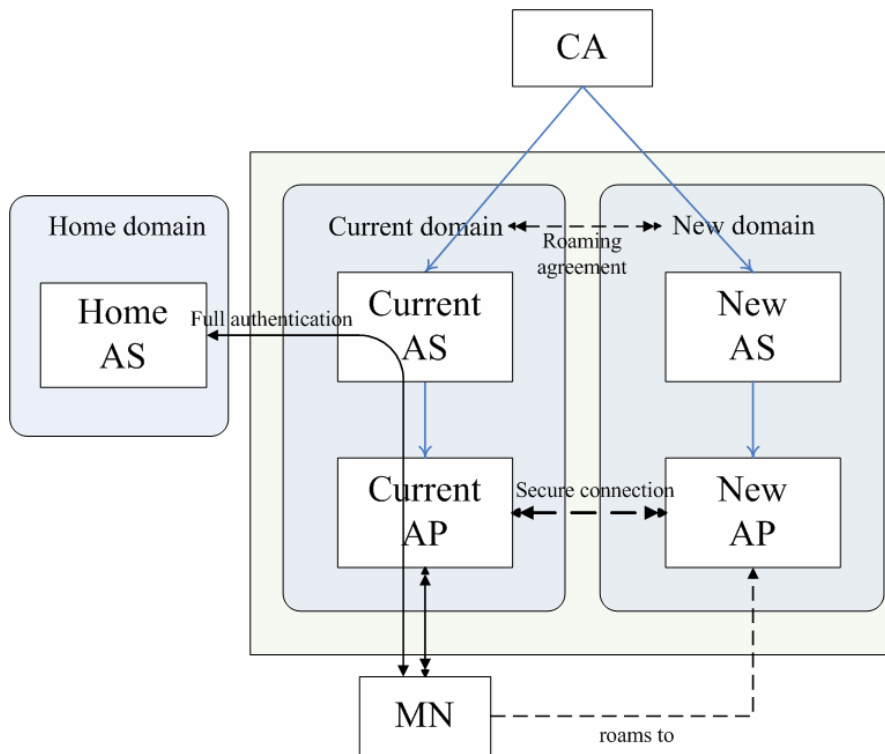 CA
Home domain
Current domain
Roaming
agreement
New domain
Home
AS
Full authentication
Current
AS
New
AS
Current
AP
Secure connection
New
AP
MN
roams to